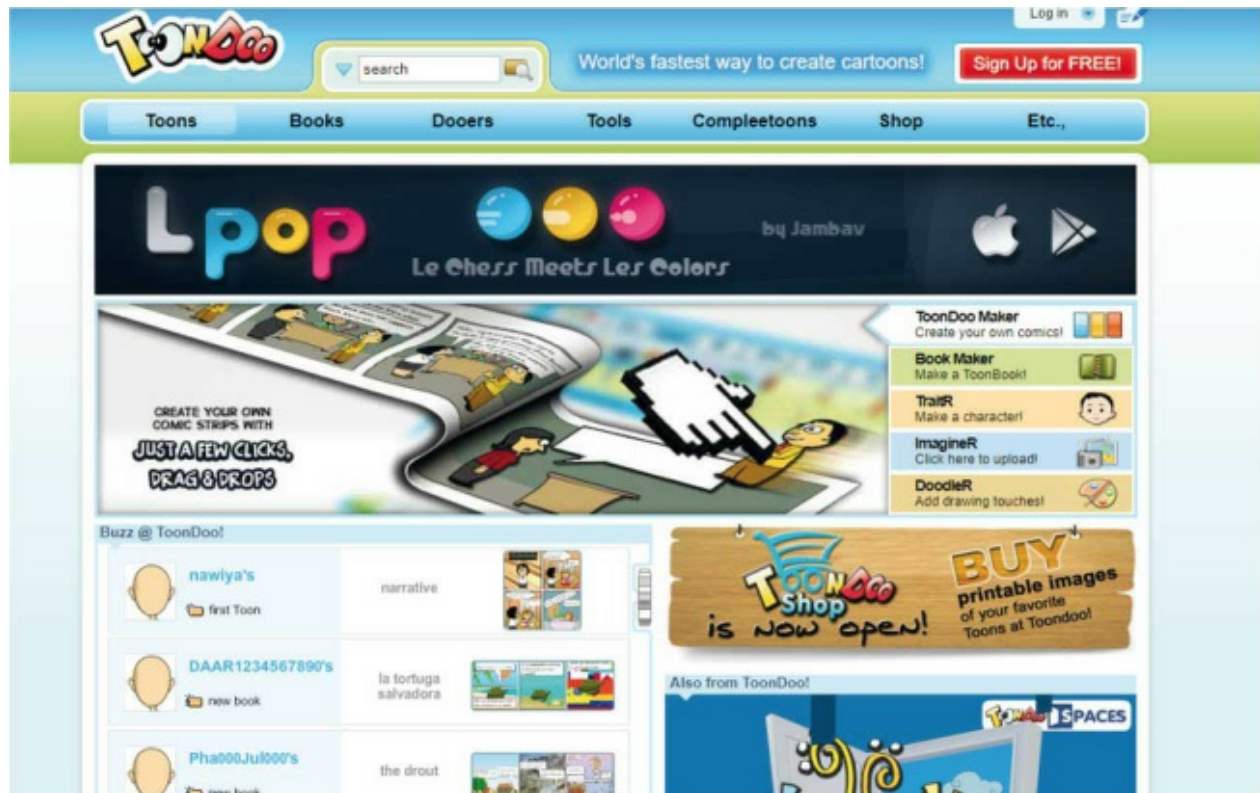 TOONDOO
Log in
search
World's fastest way to create cartoons!
Sign Up for FREE!
Toons Books Dooers Tools Compleetoons Shop Etc.,
Lpop
by Jambav
Le Chess Meets Les Colors
CREATE YOUR OWN
COMIC STRIPS WITH
JUST A FEW CLICKS,
DRAG & DROPS
ToonDoo Maker
Create your own comics!
Book Maker
Make a ToonBook!
TraitR
Make a character!
ImagineR
Click here to upload!
DoodleR
Add drawing touches!
Buzz @ ToonDoo!
nawiya's
first Toon
narrative
DAAR1234567890's
new book
la tortuga
salvadora
Pha000Jul000's
new book
the drout
TOONDOO
Shop
is now open!
BUY
printable images
of your favorite
Toons at Toondoo!
Also from ToonDoo!
TOONDOO SPACES